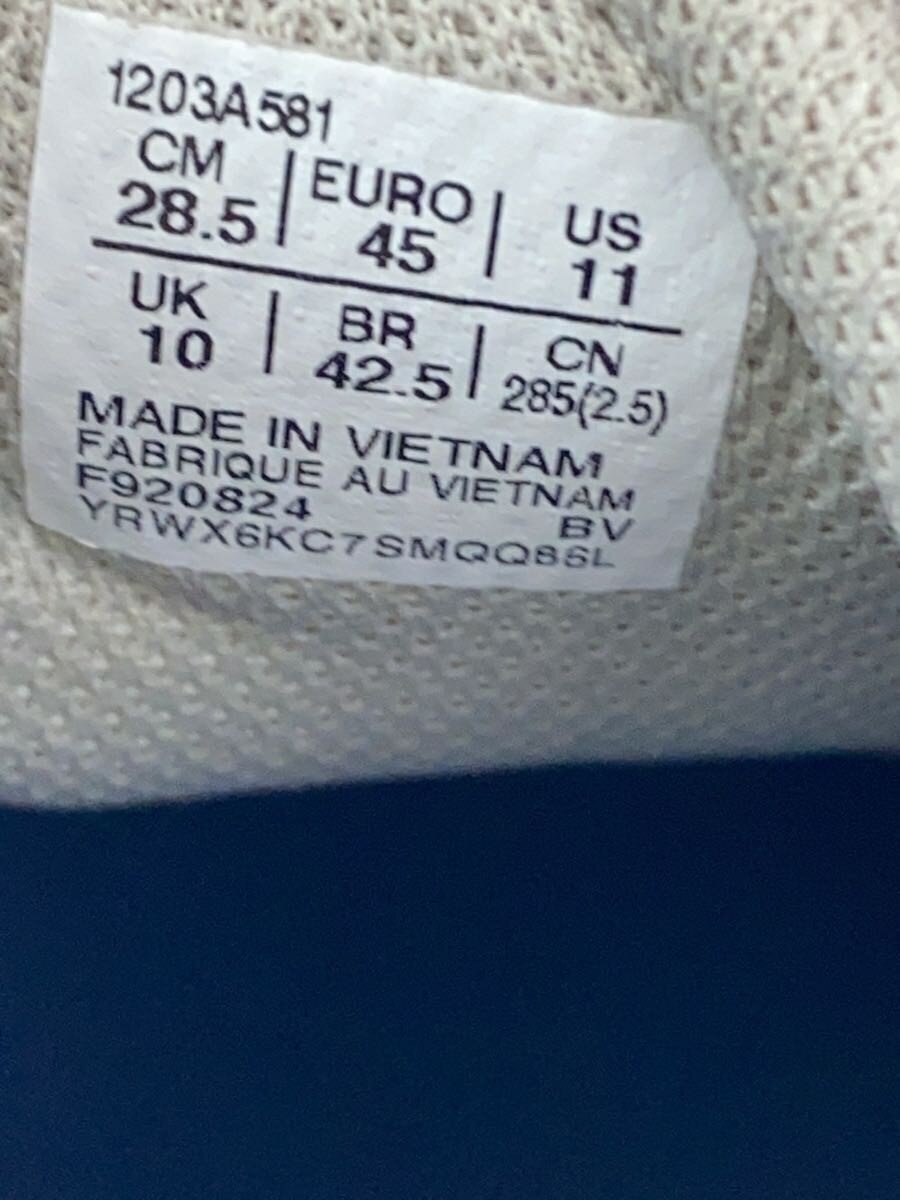 1203A581
CM | EURO | US
28.5 | 45 | 11
UK | BR | CN
10 | 42.5 | 285(2.5)
MADE IN VIETNAM
FABRIQUE AU VIETNAM
F920824 BV
YRWX6KC7SMQQ86L